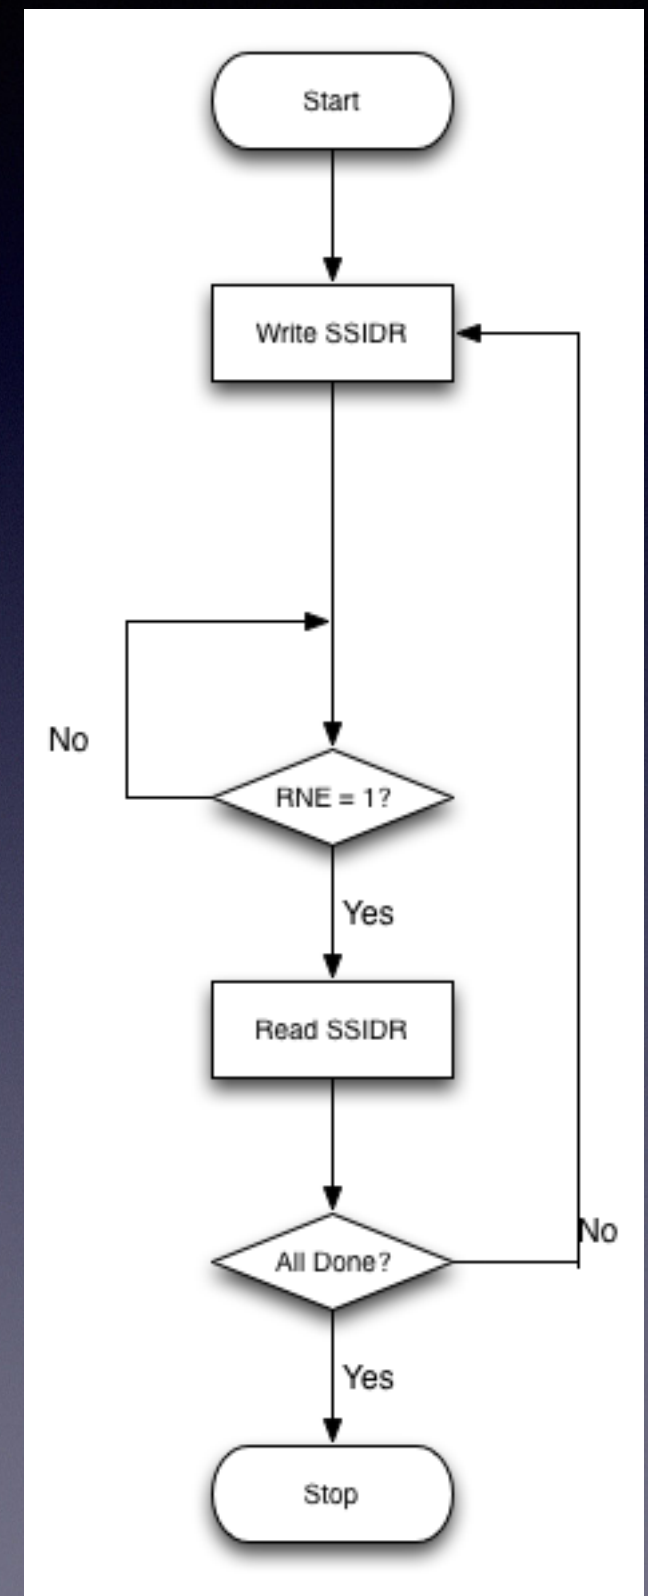 Start
Write SSIDR
No
RNE = 1?
Yes
Read SSIDR
No
All Done?
Yes
Stop